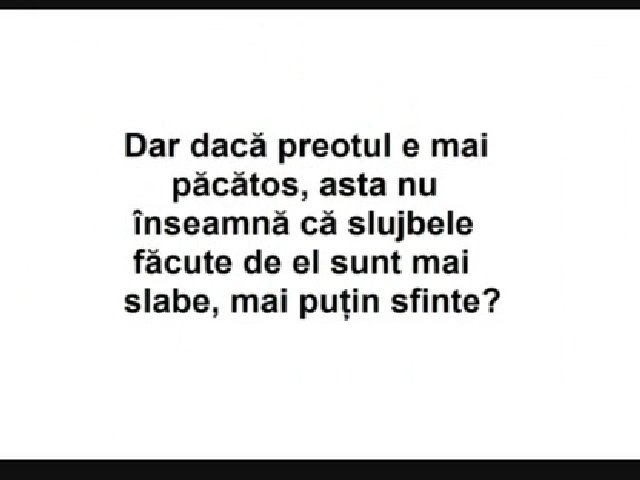 Dar dacă preotul e mai
păcătos, asta nu
înseamnă că slujbele
făcute de el sunt mai
slabe, mai puțin sfinte?